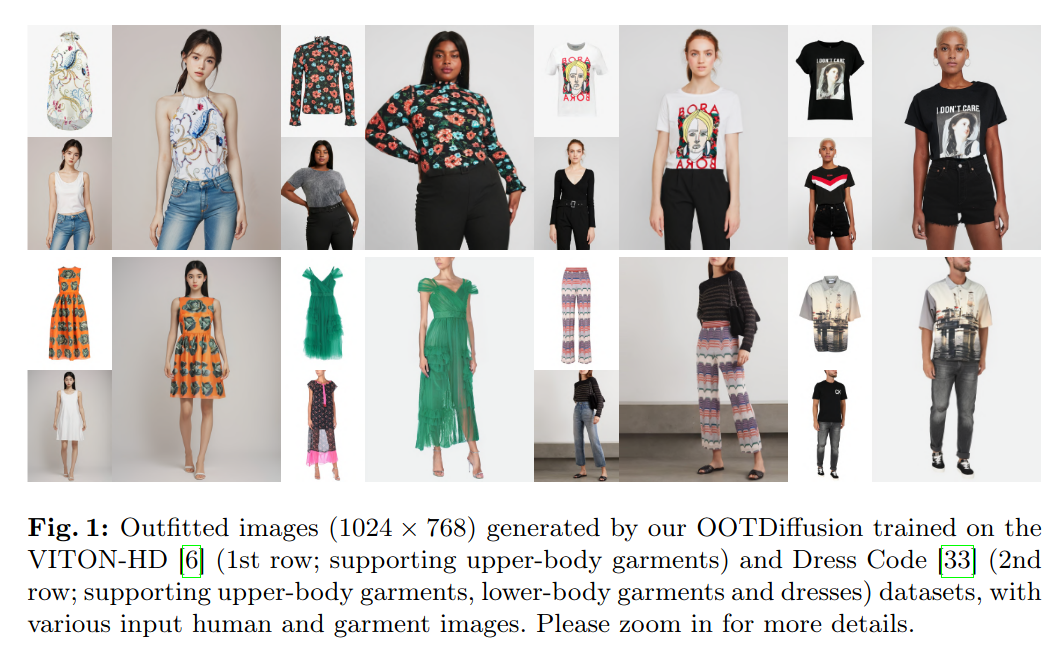 BORA
BORA
I DON'T CARE
I DON'T CARE
Fig. 1: Outfitted images (1024 × 768) generated by our OOTDiffusion trained on the
VITON-HD [6] (1st row; supporting upper-body garments) and Dress Code [33] (2nd
row; supporting upper-body garments, lower-body garments and dresses) datasets, with
various input human and garment images. Please zoom in for more details.